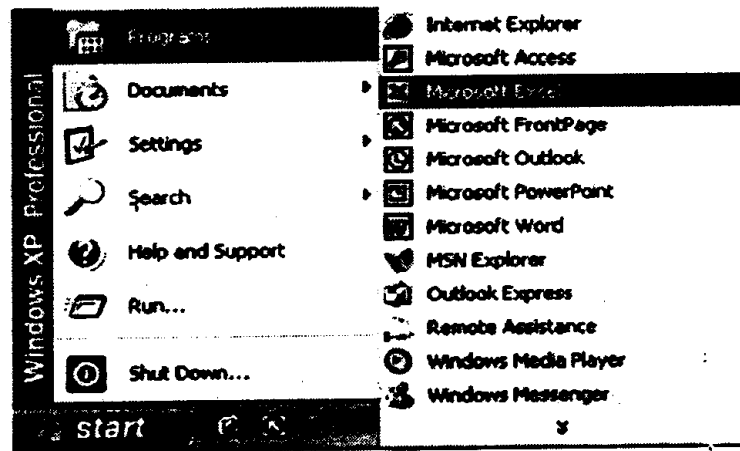 Programs
Documents
Settings
Search
Help and Support
Run...
Shut Down...
Windows XP Professional
start
Internet Explorer
Microsoft Access
Microsoft Excel
Microsoft FrontPage
Microsoft Outlook
Microsoft PowerPoint
Microsoft Word
MSN Explorer
Outlook Express
Remote Assistance
Windows Media Player
Windows Messenger